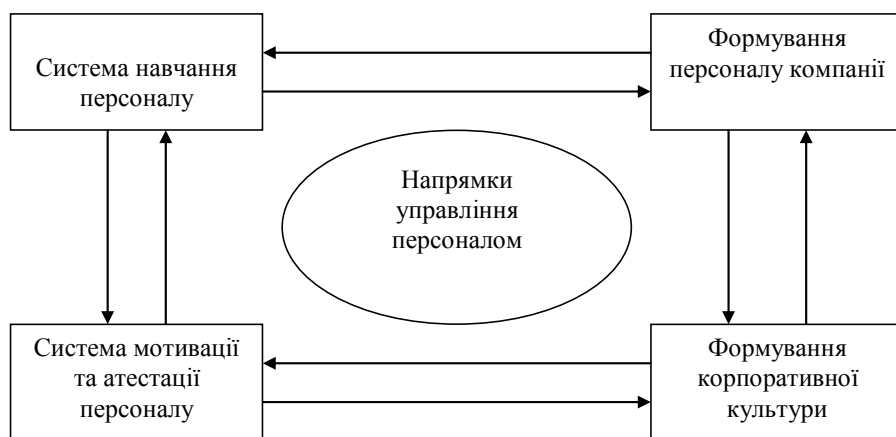 Система навчання
персоналу
Формування
персоналу компанії
Напрямки
управління
персоналом
Система мотивації
та атестації
персоналу
Формування
корпоративної
культури